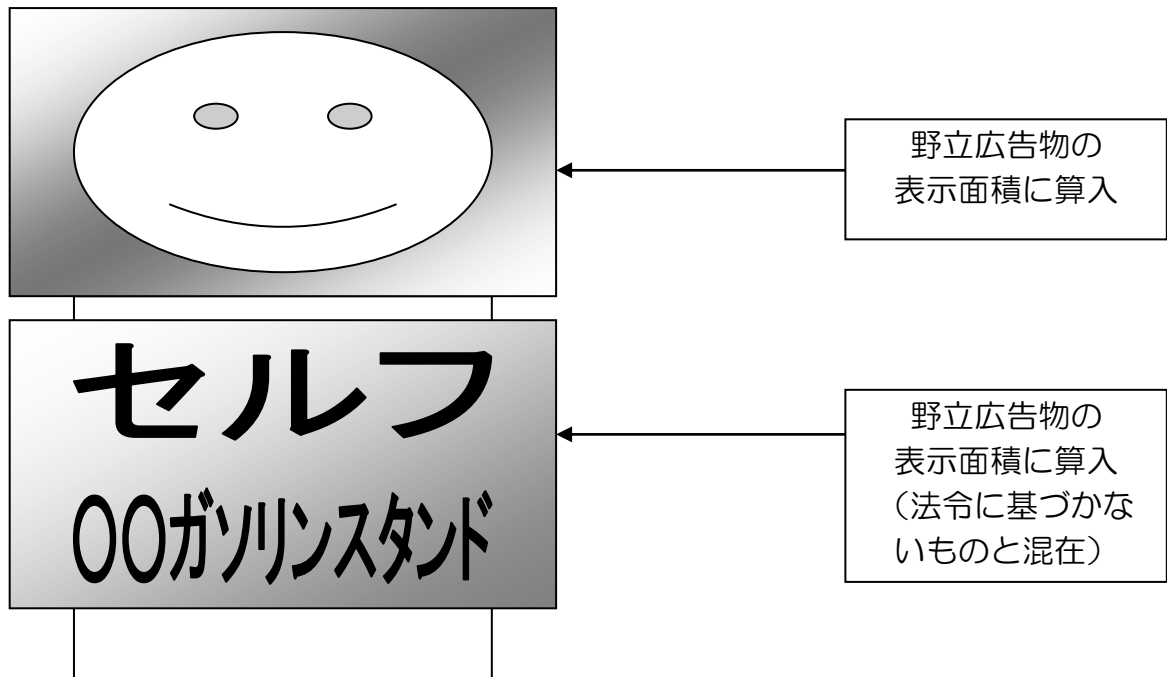 野立広告物の
表示面積に算入
セルフ
〇〇ガソリンスタンド
野立広告物の
表示面積に算入
（法令に基づかな
いものと混在）